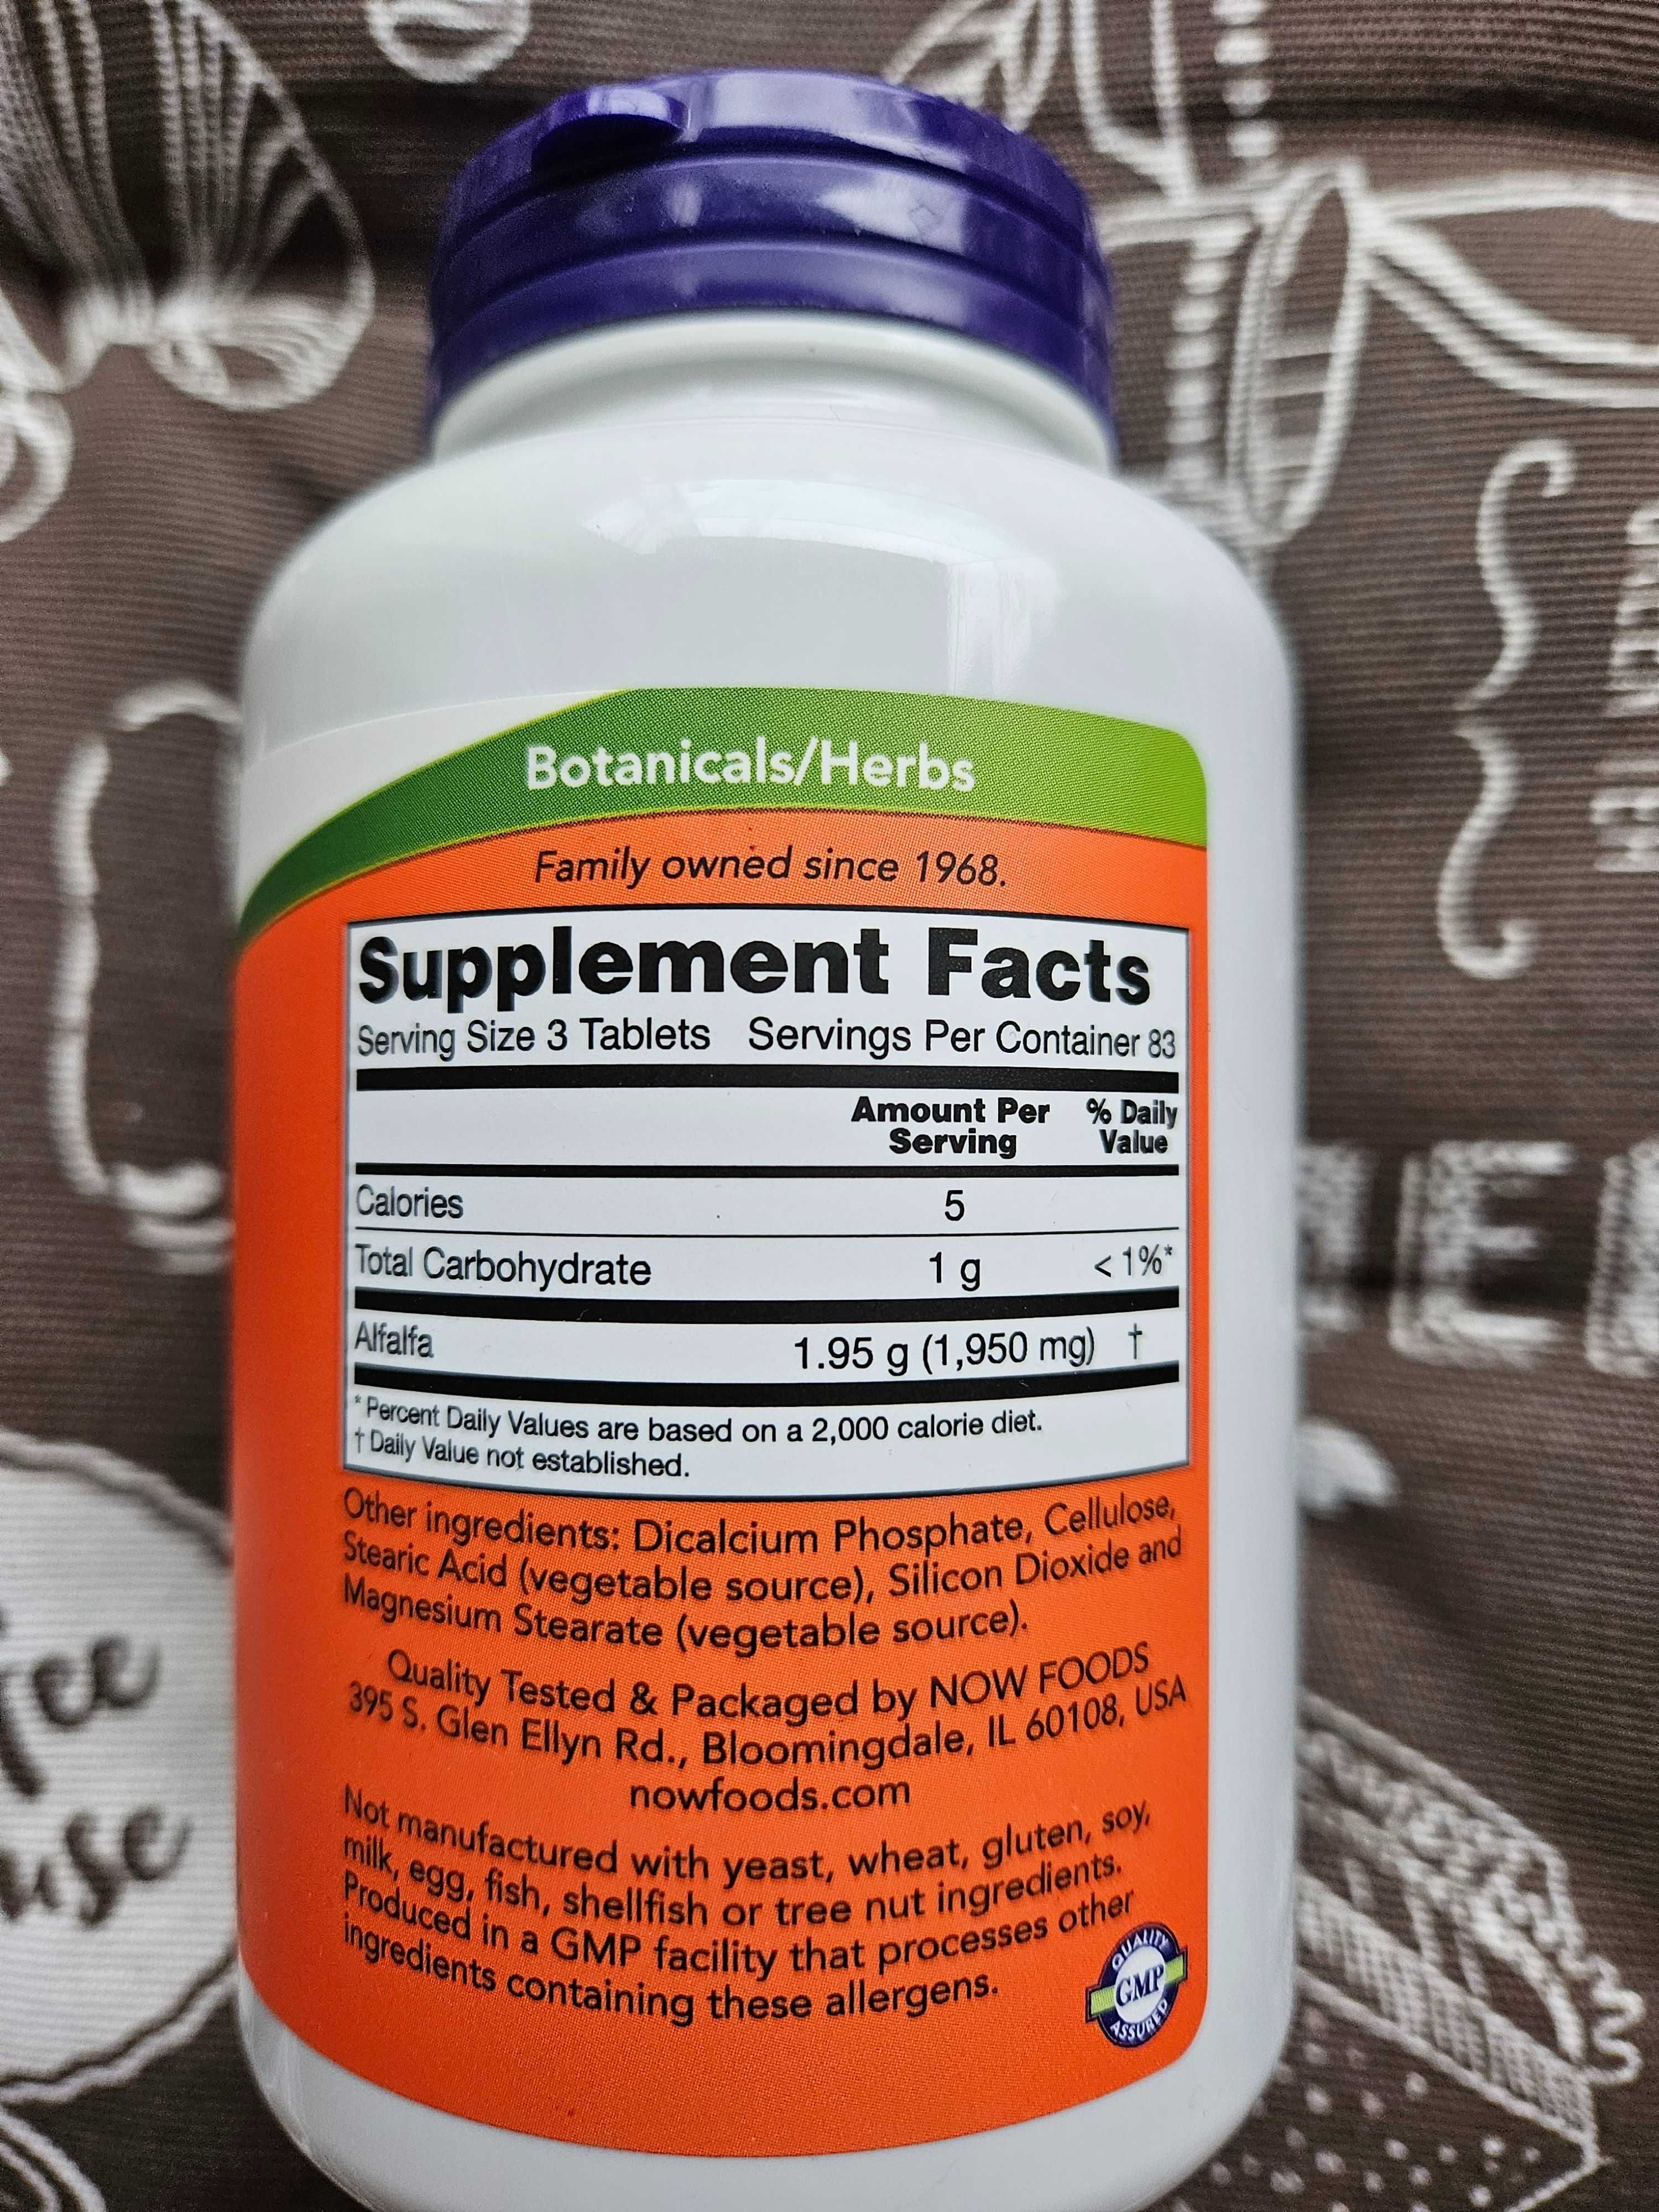 Botanicals/Herbs
Family owned since 1968.
Supplement Facts
Serving Size 3 Tablets Servings Per Container 83
Amount Per Serving % Daily Value
Calories 5
Total Carbohydrate 1 g < 1%*
Alfalfa 1.95 g (1,950 mg) †
* Percent Daily Values are based on a 2,000 calorie diet.
† Daily Value not established.
Other ingredients: Dicalcium Phosphate, Cellulose,
Stearic Acid (vegetable source), Silicon Dioxide and
Magnesium Stearate (vegetable source).
Quality Tested & Packaged by NOW FOODS
395 S. Glen Ellyn Rd., Bloomingdale, IL 60108, USA
nowfoods.com
Not manufactured with yeast, wheat, gluten, soy,
milk, egg, fish, shellfish or tree nut ingredients.
Produced in a GMP facility that processes other
ingredients containing these allergens.
QUALITY
GMP
ASSURED